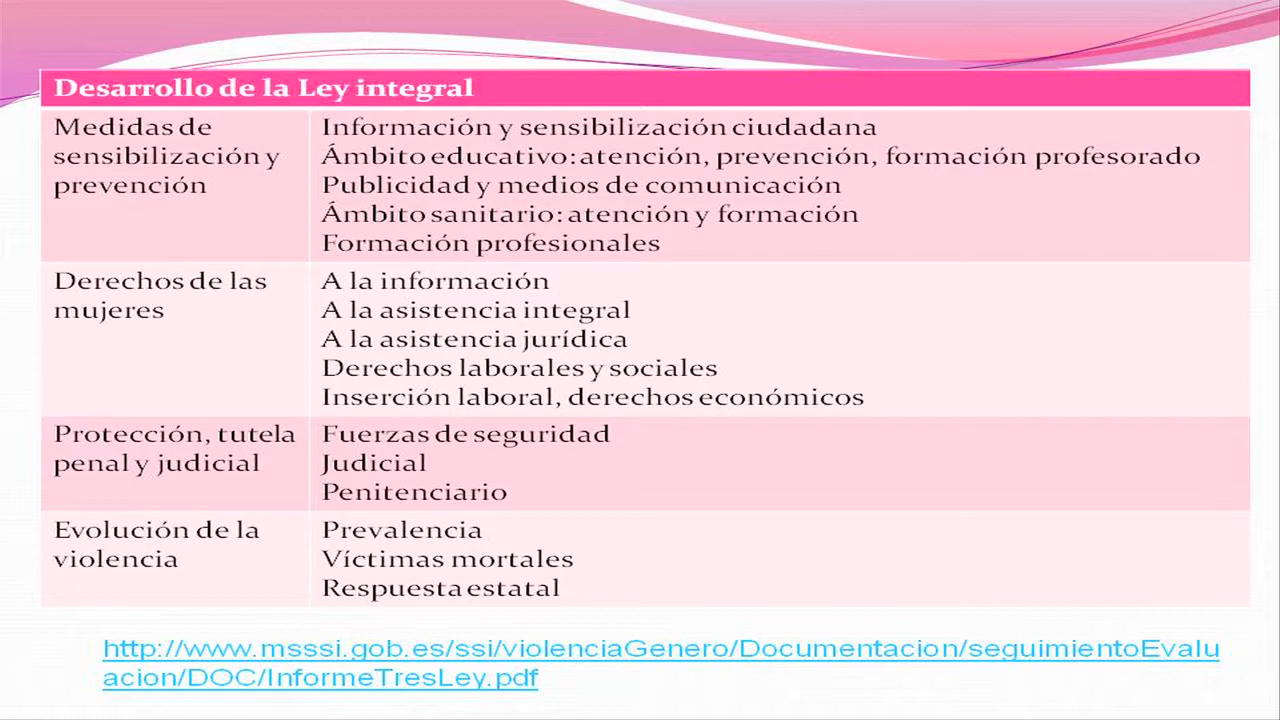 Desarrollo de la Ley integral
Medidas de
sensibilización y
prevención
Información y sensibilización ciudadana
Ámbito educativo: atención, prevención, formación profesorado
Publicidad y medios de comunicación
Ámbito sanitario: atención y formación
Formación profesionales
Derechos de las
mujeres
A la información
A la asistencia integral
A la asistencia jurídica
Derechos laborales y sociales
Inserción laboral, derechos económicos
Protección, tutela
penal y judicial
Fuerzas de seguridad
Judicial
Penitenciario
Evolución de la
violencia
Prevalencia
Víctimas mortales
Respuesta estatal
http://www.msssi.gob.es/ssi/violenciaGenero/Documentacion/seguimientoEvalu
acion/DOC/InformeTresLey.pdf